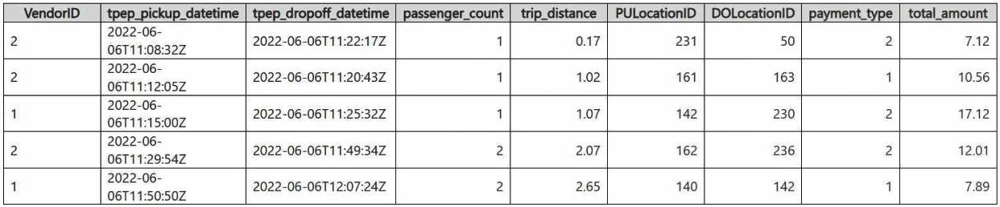 VendorID tpep_pickup_datetime tpep_dropoff_datetime passenger_count trip_distance PULocationID DOLocationID payment_type total_amount
2 2022-06-
06T11:08:32Z 2022-06-06T11:22:17Z 1 0.17 231 50 2 7.12
2 2022-06-
06T11:12:05Z 2022-06-06T11:20:43Z 1 1.02 161 163 1 10.56
1 2022-06-
06T11:15:00Z 2022-06-06T11:25:32Z 1 1.07 142 230 2 17.12
2 2022-06-
06T11:29:54Z 2022-06-06T11:49:34Z 2 2.07 162 236 2 12.01
1 2022-06-
06T11:50:50Z 2022-06-06T12:07:24Z 2 2.65 140 142 1 7.89